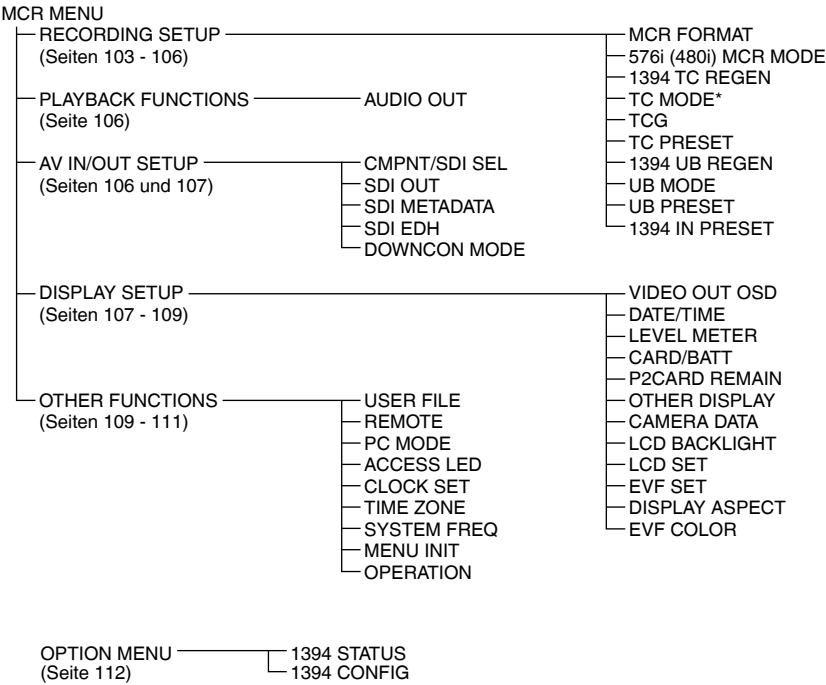 MCR MENU
RECORDING SETUP
(Seiten 103 - 106)
MCR FORMAT
576i (480i) MCR MODE
1394 TC REGEN
TC MODE*
TCG
TC PRESET
1394 UB REGEN
UB MODE
UB PRESET
1394 IN PRESET
PLAYBACK FUNCTIONS
(Seite 106)
AUDIO OUT
AV IN/OUT SETUP
(Seiten 106 und 107)
CMPNT/SDI SEL
SDI OUT
SDI METADATA
SDI EDH
DOWNCON MODE
DISPLAY SETUP
(Seiten 107 - 109)
VIDEO OUT OSD
DATE/TIME
LEVEL METER
CARD/BATT
P2CARD REMAIN
OTHER DISPLAY
CAMERA DATA
LCD BACKLIGHT
LCD SET
EVF SET
DISPLAY ASPECT
EVF COLOR
OTHER FUNCTIONS
(Seiten 109 - 111)
USER FILE
REMOTE
PC MODE
ACCESS LED
CLOCK SET
TIME ZONE
SYSTEM FREQ
MENU INIT
OPERATION
OPTION MENU
(Seite 112)
1394 STATUS
1394 CONFIG